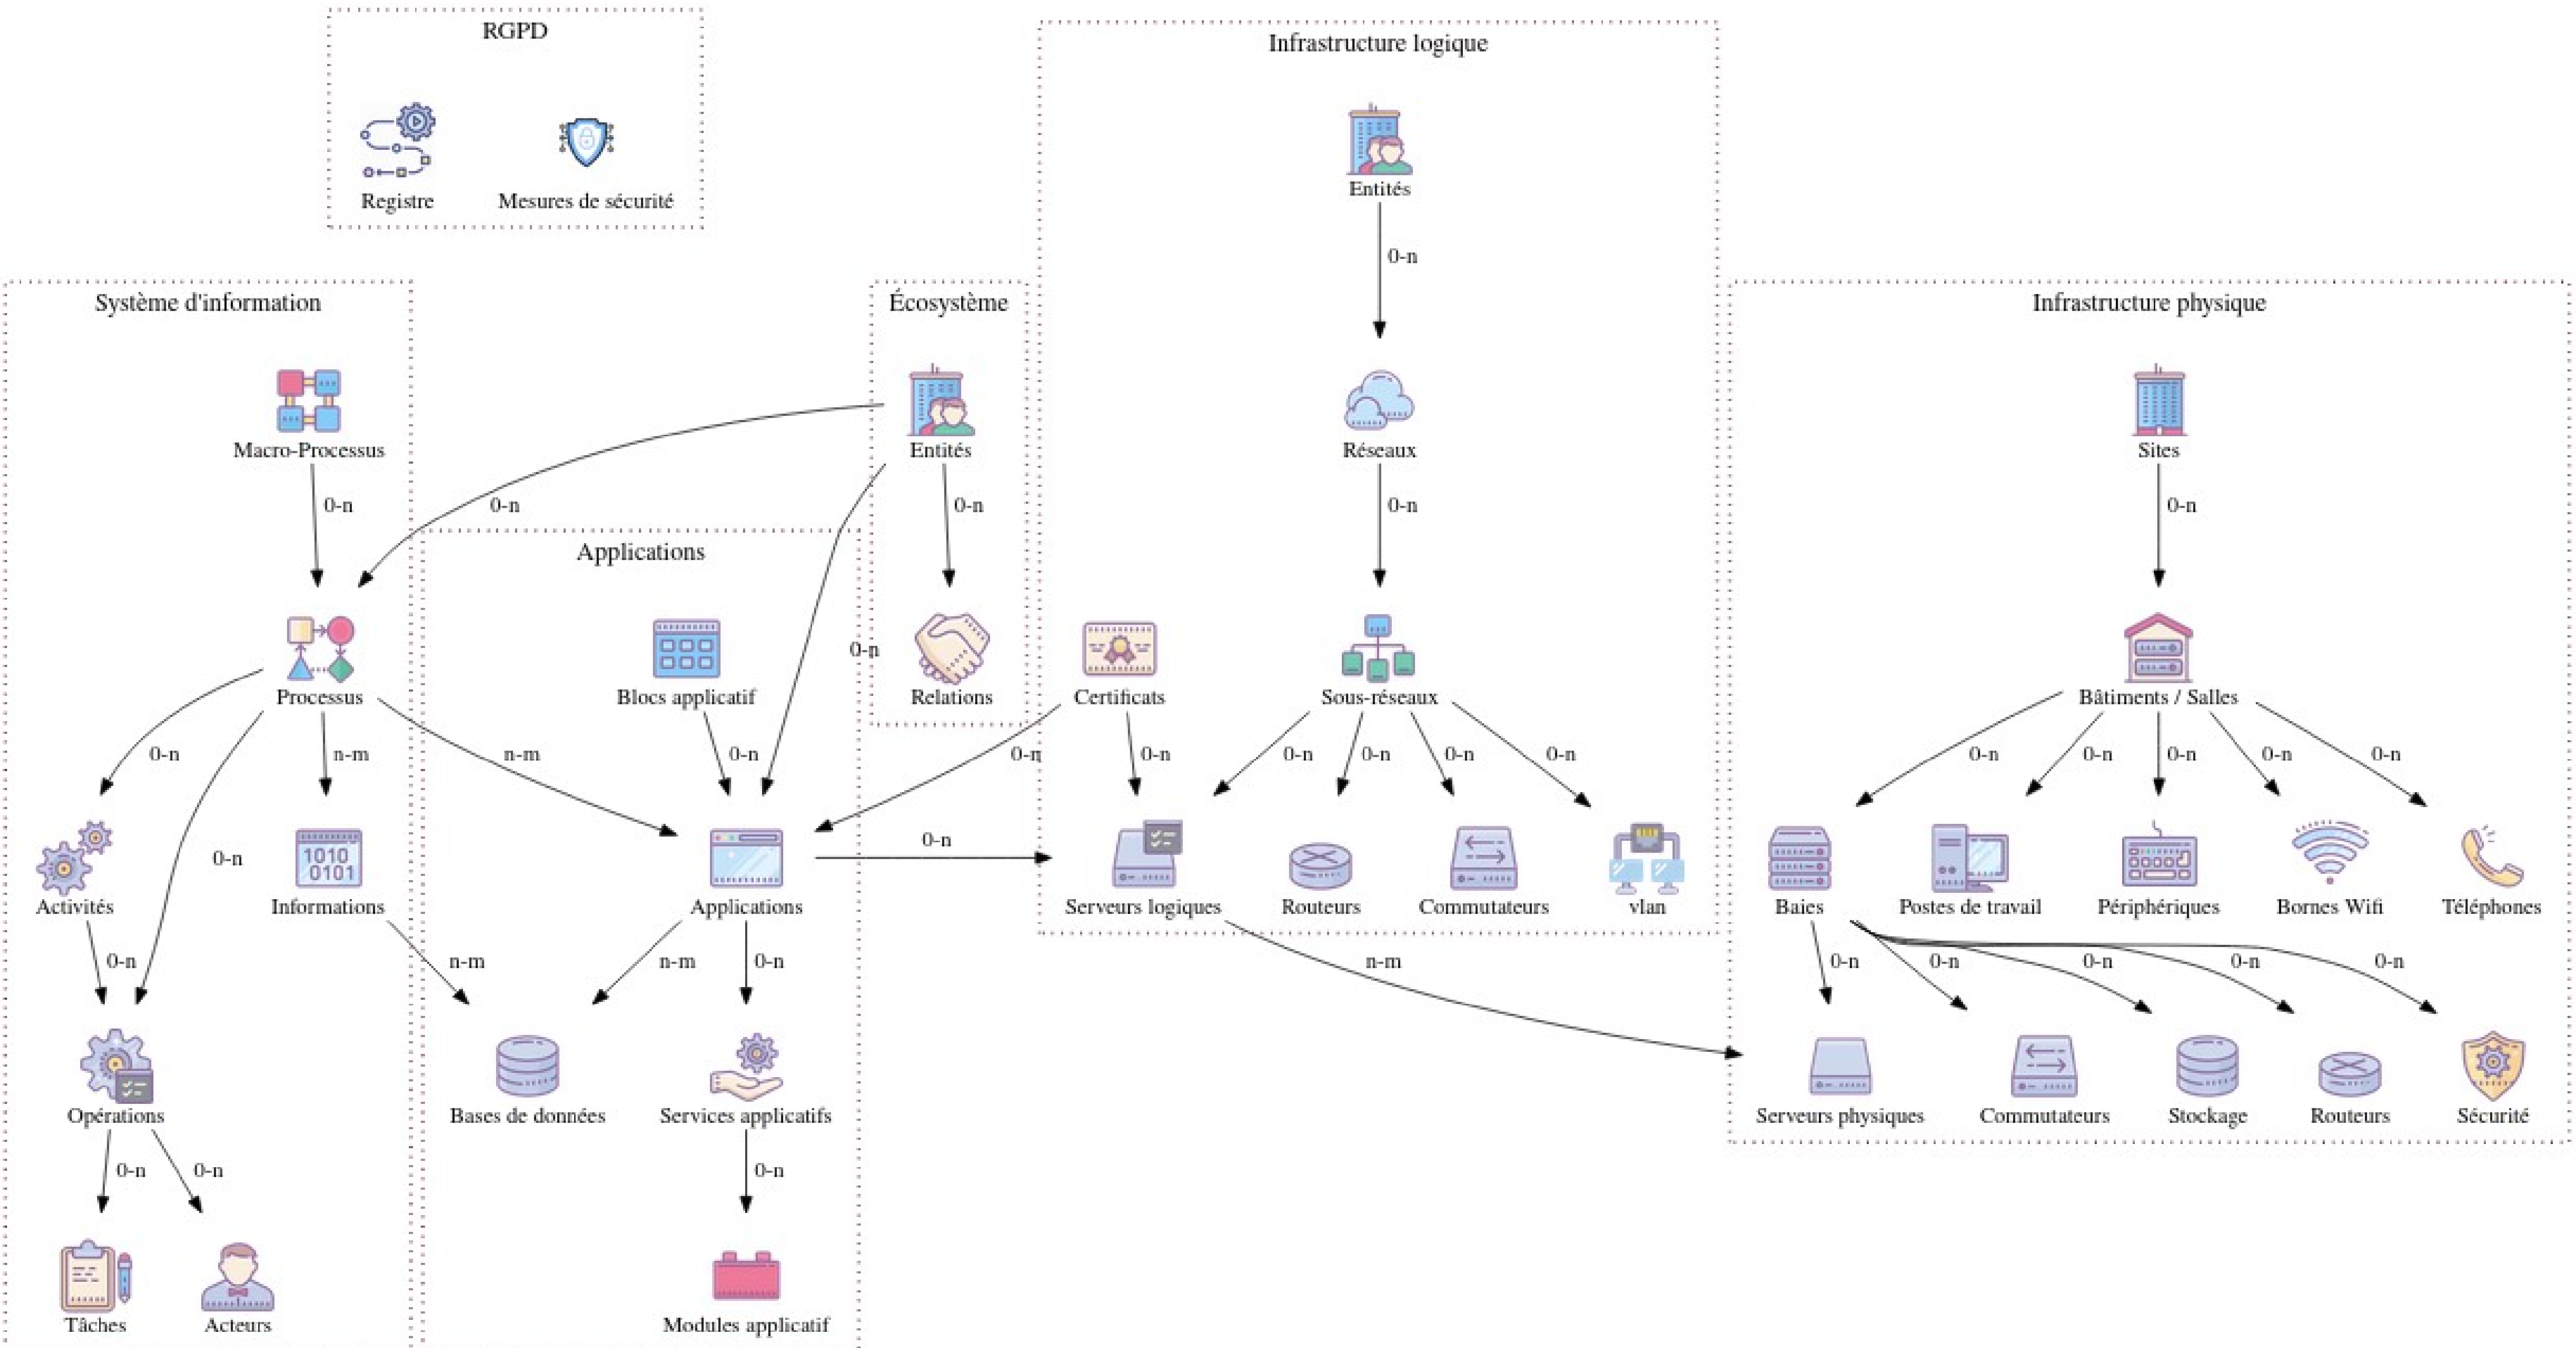 RGPD
Registre
Mesures de sécurité
Infrastructure logique
Entités
0-n
Réseaux
0-n
Sous-réseaux
Certificats
0-n
0-n
0-n
0-n
0-n
0-n
Serveurs logiques
Routeurs
Commutateurs
vlan
n-m
Système d'information
Macro-Processus
0-n
0-n
Processus
0-n
n-m
n-m
0-n
Activités
Informations
0-n
n-m
Opérations
0-n
0-n
Tâches
Acteurs
Écosystème
Entités
0-n
0-n
Relations
Applications
Blocs applicatif
0-n
Applications
0-n
n-m
0-n
Bases de données
Services applicatifs
0-n
Modules applicatif
Infrastructure physique
Sites
0-n
Bâtiments / Salles
0-n
0-n
0-n
0-n
0-n
Baies
Postes de travail
Périphériques
Bornes Wifi
Téléphones
0-n
0-n
0-n
0-n
0-n
Serveurs physiques
Commutateurs
Stockage
Routeurs
Sécurité